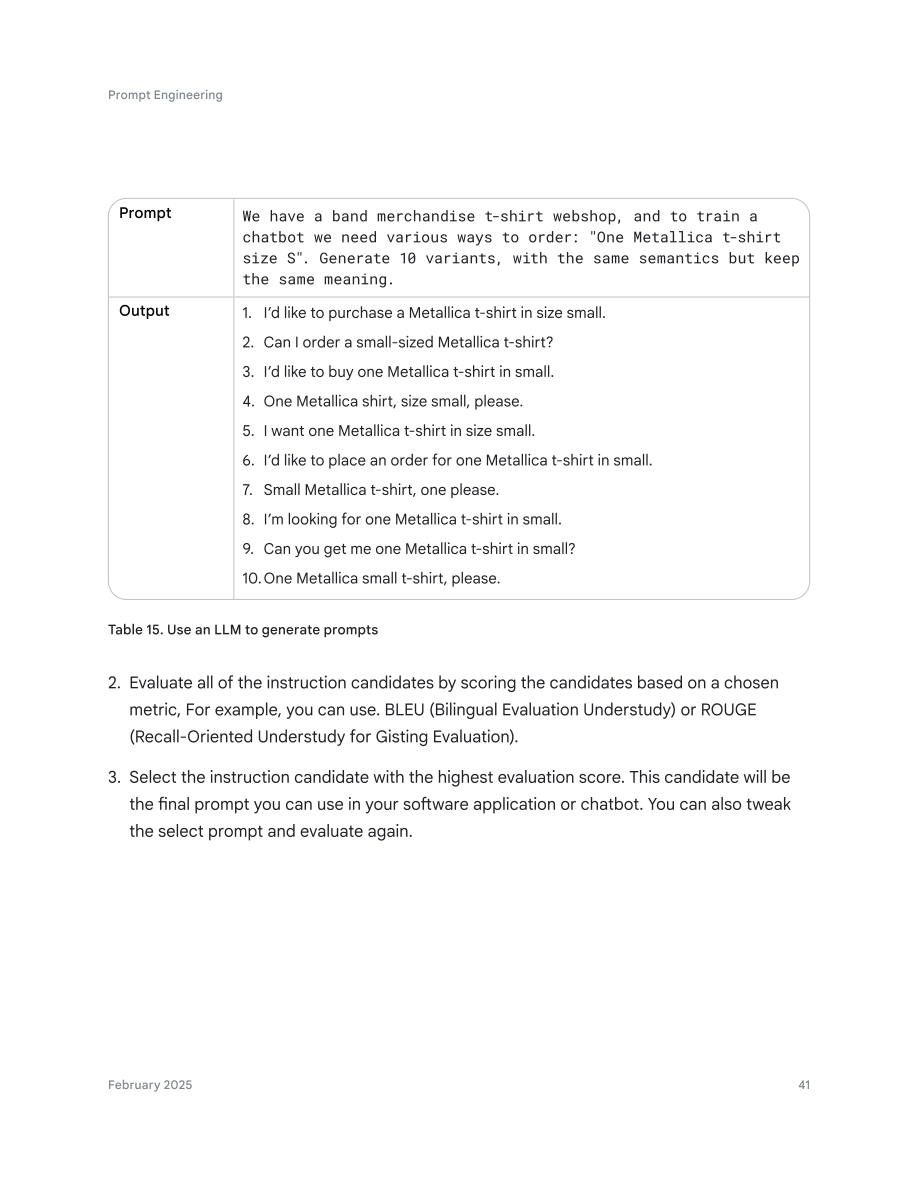 Prompt Engineering
Prompt
We have a band merchandise t-shirt webshop, and to train a
chatbot we need various ways to order: "One Metallica t-shirt
size S". Generate 10 variants, with the same semantics but keep
the same meaning.
Output
1. I’d like to purchase a Metallica t-shirt in size small.
2. Can I order a small-sized Metallica t-shirt?
3. I’d like to buy one Metallica t-shirt in small.
4. One Metallica shirt, size small, please.
5. I want one Metallica t-shirt in size small.
6. I’d like to place an order for one Metallica t-shirt in small.
7. Small Metallica t-shirt, one please.
8. I’m looking for one Metallica t-shirt in small.
9. Can you get me one Metallica t-shirt in small?
10. One Metallica small t-shirt, please.
Table 15. Use an LLM to generate prompts
2. Evaluate all of the instruction candidates by scoring the candidates based on a chosen
metric, For example, you can use. BLEU (Bilingual Evaluation Understudy) or ROUGE
(Recall-Oriented Understudy for Gisting Evaluation).
3. Select the instruction candidate with the highest evaluation score. This candidate will be
the final prompt you can use in your software application or chatbot. You can also tweak
the select prompt and evaluate again.
February 2025
41